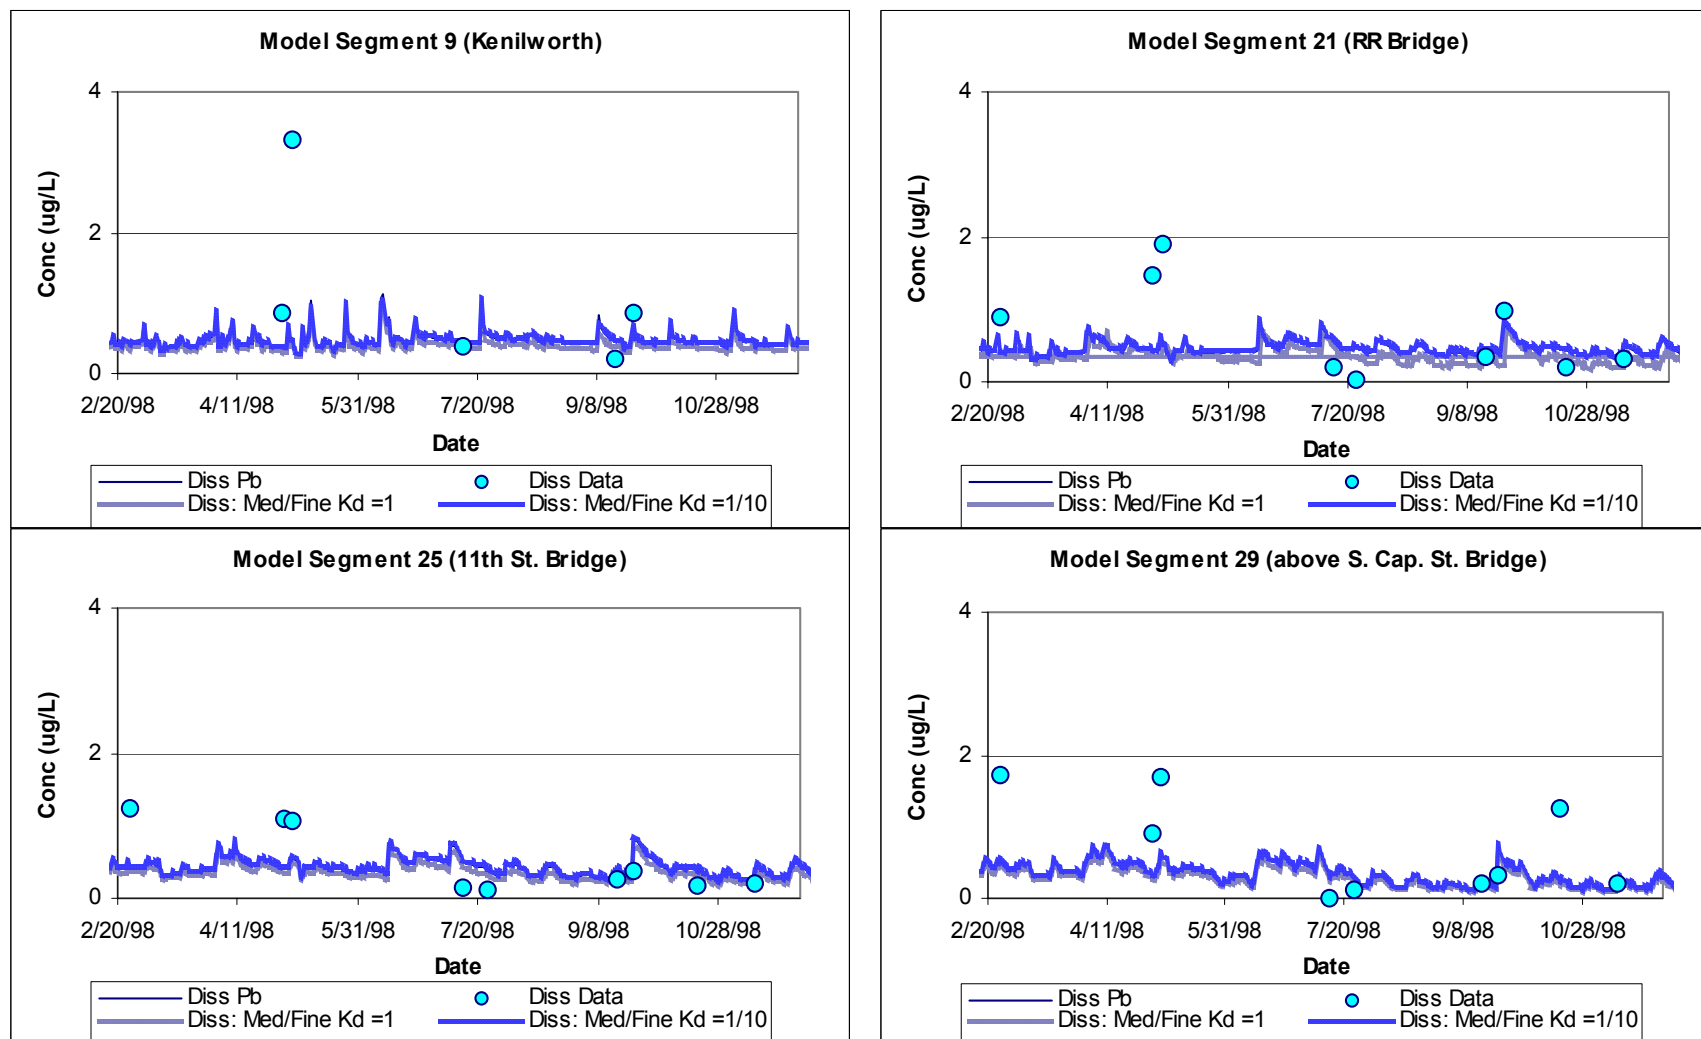 Model Segment 9 (Kenilworth)
4
2
0
Conc (ug/L)
2/20/98 4/11/98 5/31/98 7/20/98 9/8/98 10/28/98
Date
Diss Pb Diss Data
Diss: Med/Fine Kd =1 Diss: Med/Fine Kd =1/10
Model Segment 21 (RR Bridge)
4
2
0
Conc (ug/L)
2/20/98 4/11/98 5/31/98 7/20/98 9/8/98 10/28/98
Date
Diss Pb Diss Data
Diss: Med/Fine Kd =1 Diss: Med/Fine Kd =1/10
Model Segment 25 (11th St. Bridge)
4
2
0
Conc (ug/L)
2/20/98 4/11/98 5/31/98 7/20/98 9/8/98 10/28/98
Date
Diss Pb Diss Data
Diss: Med/Fine Kd =1 Diss: Med/Fine Kd =1/10
Model Segment 29 (above S. Cap. St. Bridge)
4
2
0
Conc (ug/L)
2/20/98 4/11/98 5/31/98 7/20/98 9/8/98 10/28/98
Date
Diss Pb Diss Data
Diss: Med/Fine Kd =1 Diss: Med/Fine Kd =1/10